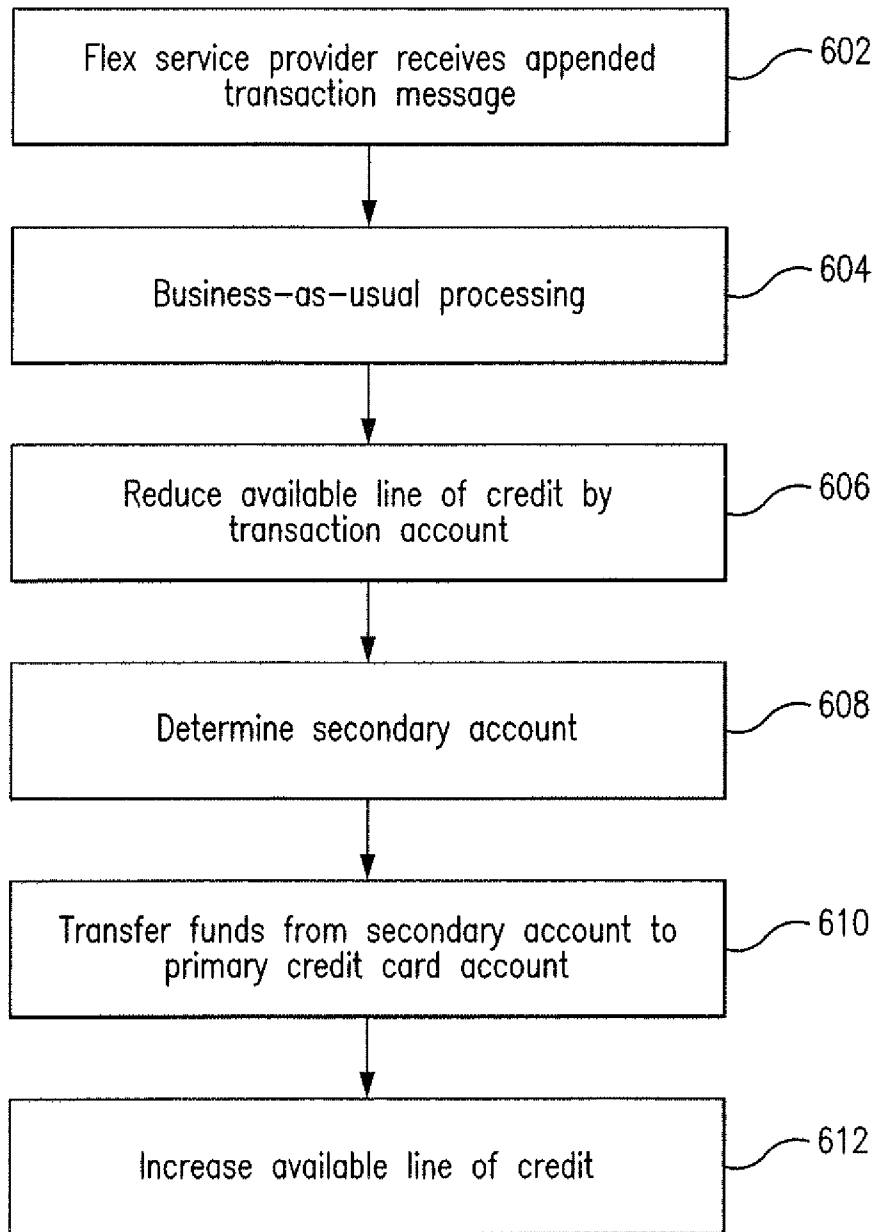 Flex service provider receives appended
transaction message
602
Business-as-usual processing
604
Reduce available line of credit by
transaction account
606
Determine secondary account
608
Transfer funds from secondary account to
primary credit card account
610
Increase available line of credit
612